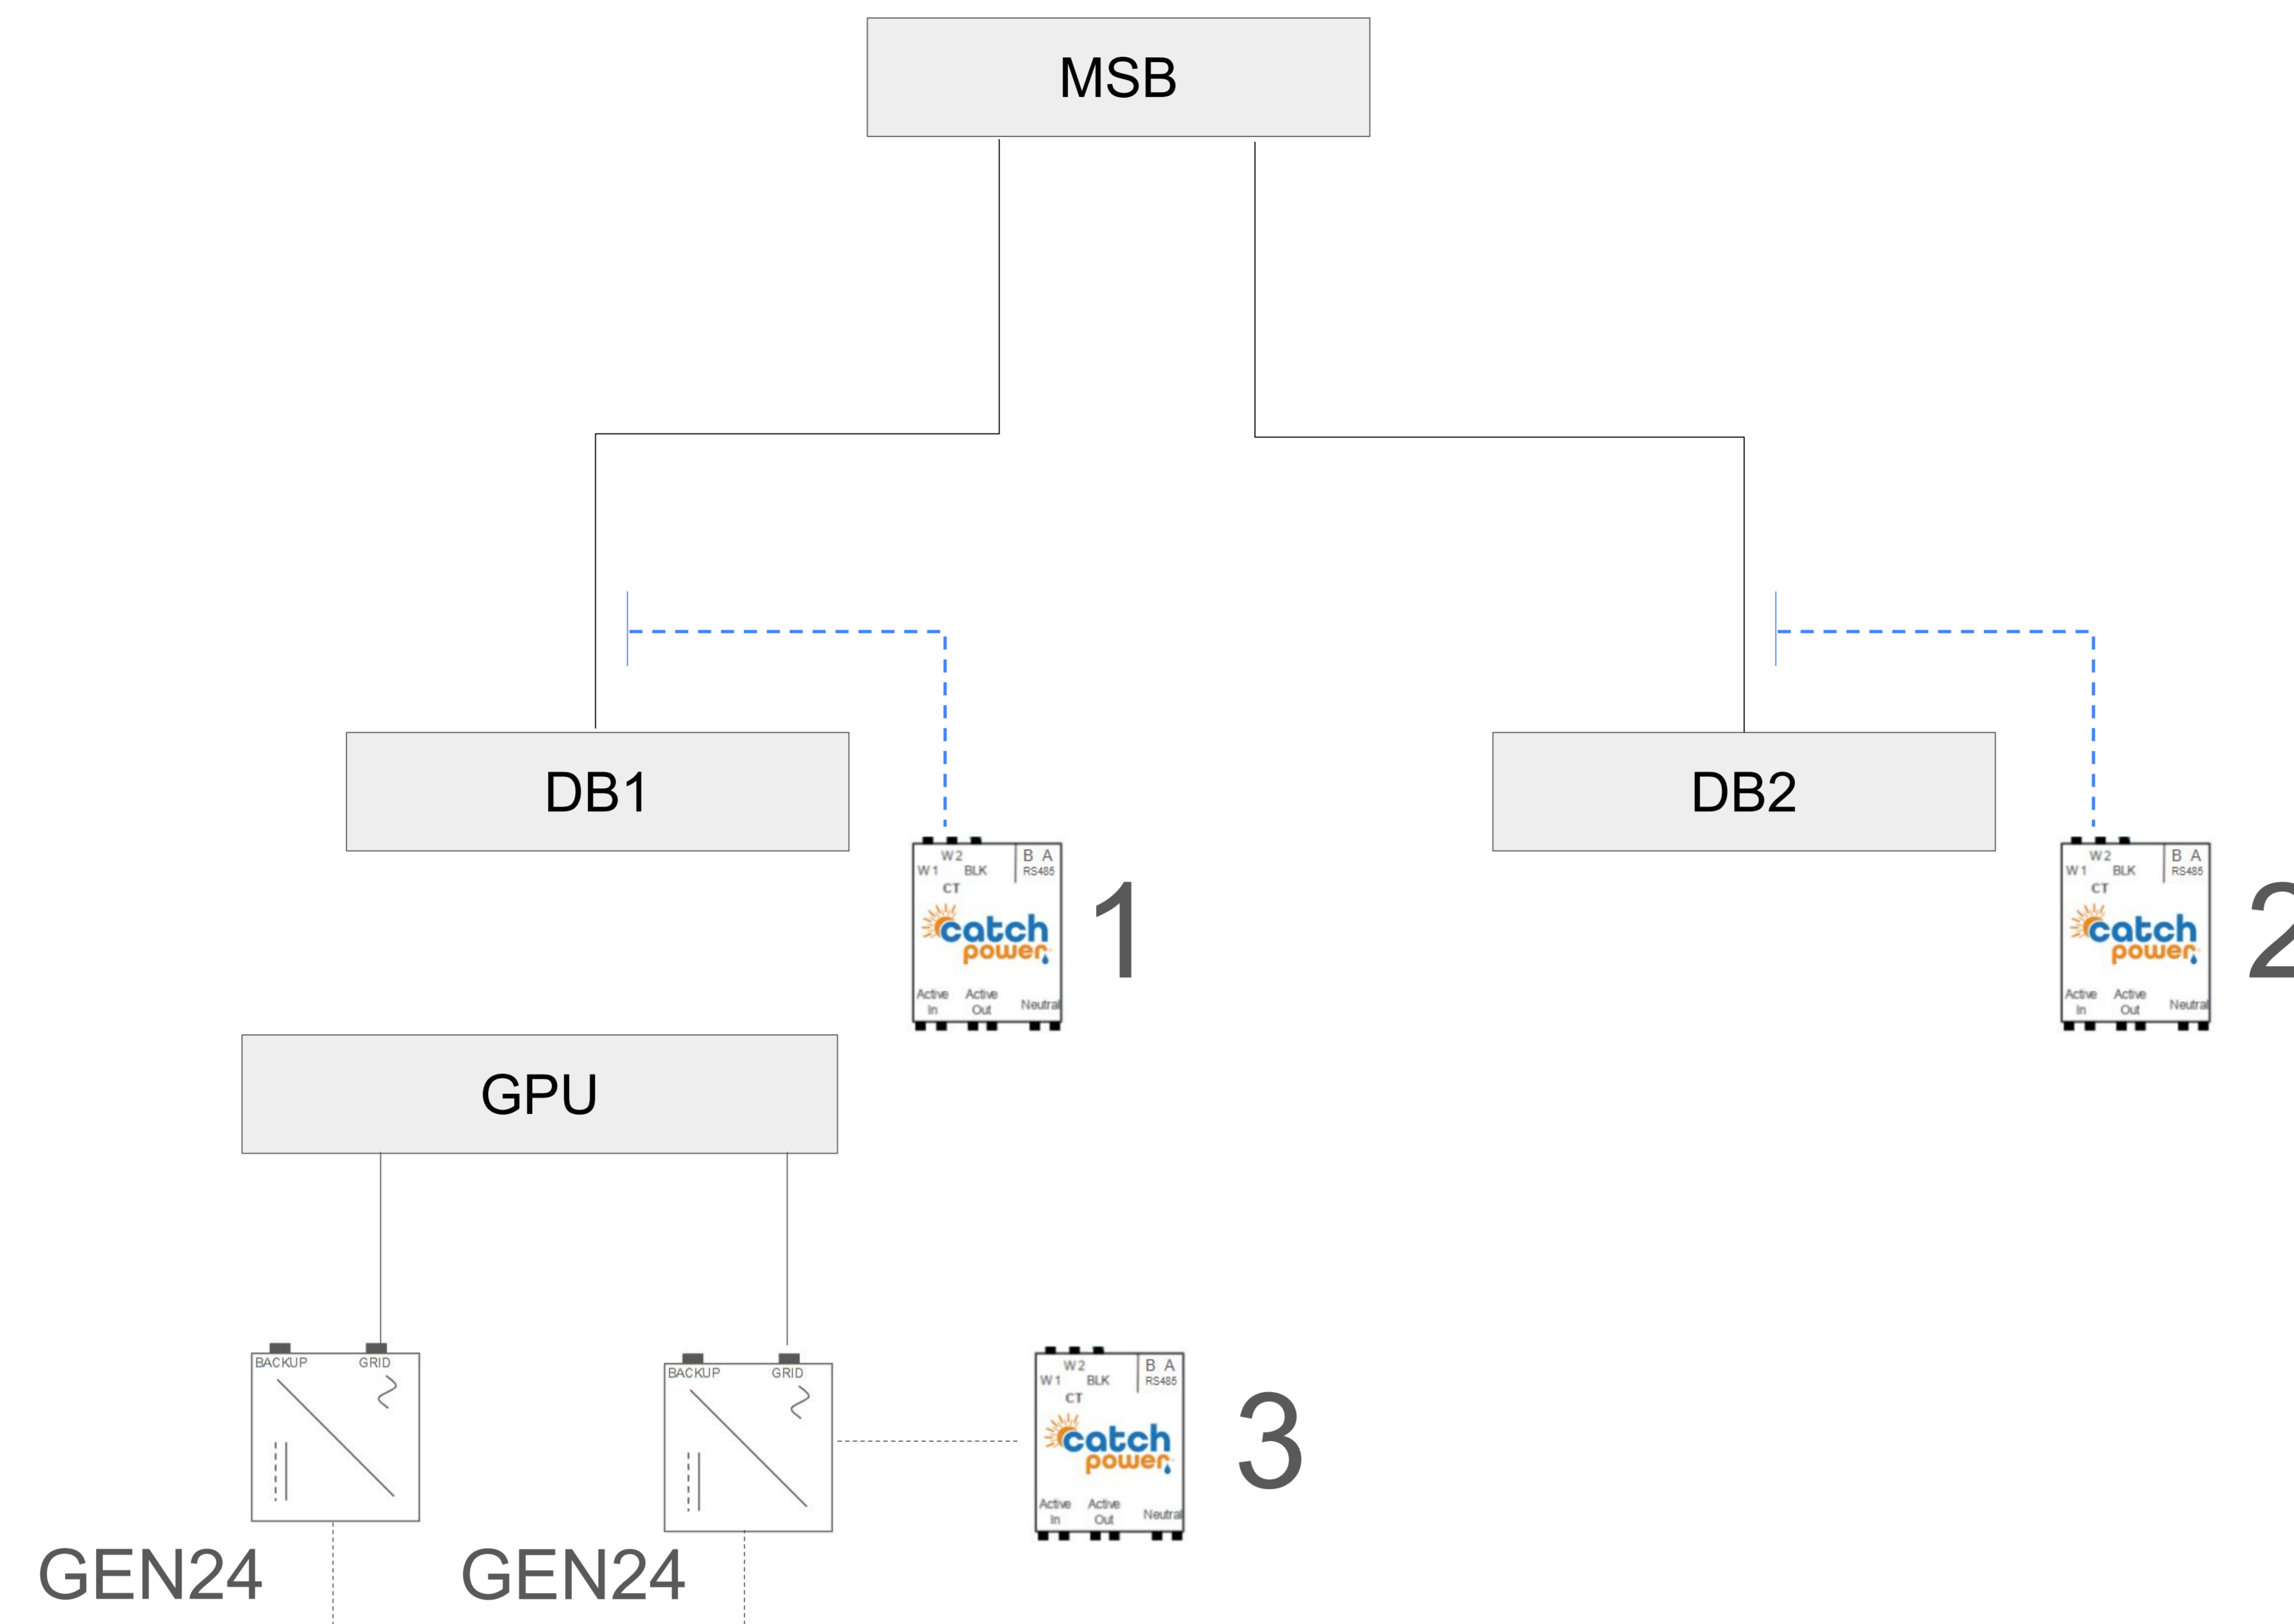 MSB
DB1
DB2
W2
W1 BLK
CT
B A
RS485
catch
power
Active In
Active Out
Neutral
1
W2
W1 BLK
CT
B A
RS485
catch
power
Active In
Active Out
Neutral
2
GPU
BACKUP GRID
BACKUP GRID
W2
W1 BLK
CT
B A
RS485
catch
power
Active In
Active Out
Neutral
3
GEN24
GEN24